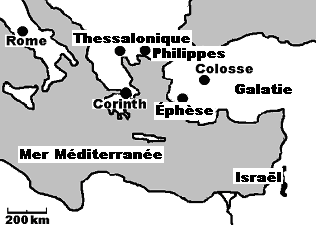 Rome
Thessalonique
Philippes
Colosse
Galatie
Corinth
Éphèse
Mer Méditerranée
Israël
200 km